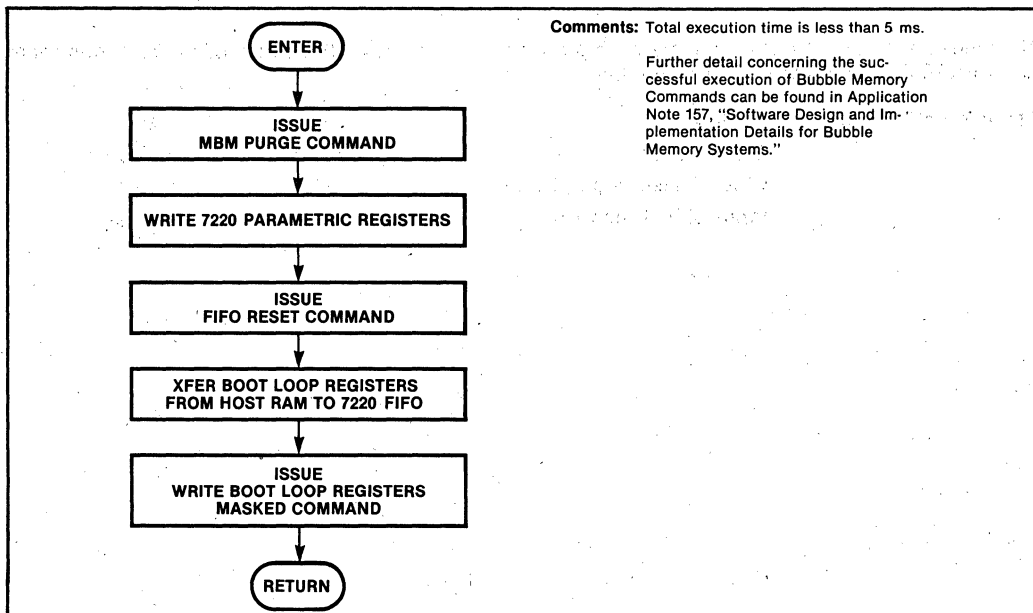 ENTER
ISSUE
MBM PURGE COMMAND
WRITE 7220 PARAMETRIC REGISTERS
ISSUE
FIFO RESET COMMAND
XFER BOOT LOOP REGISTERS
FROM HOST RAM TO 7220 FIFO
ISSUE
WRITE BOOT LOOP REGISTERS
MASKED COMMAND
RETURN
Comments: Total execution time is less than 5 ms.
Further detail concerning the suc-
cessful execution of Bubble Memory
Commands can be found in Application
Note 157, “Software Design and Im-
plementation Details for Bubble
Memory Systems.”